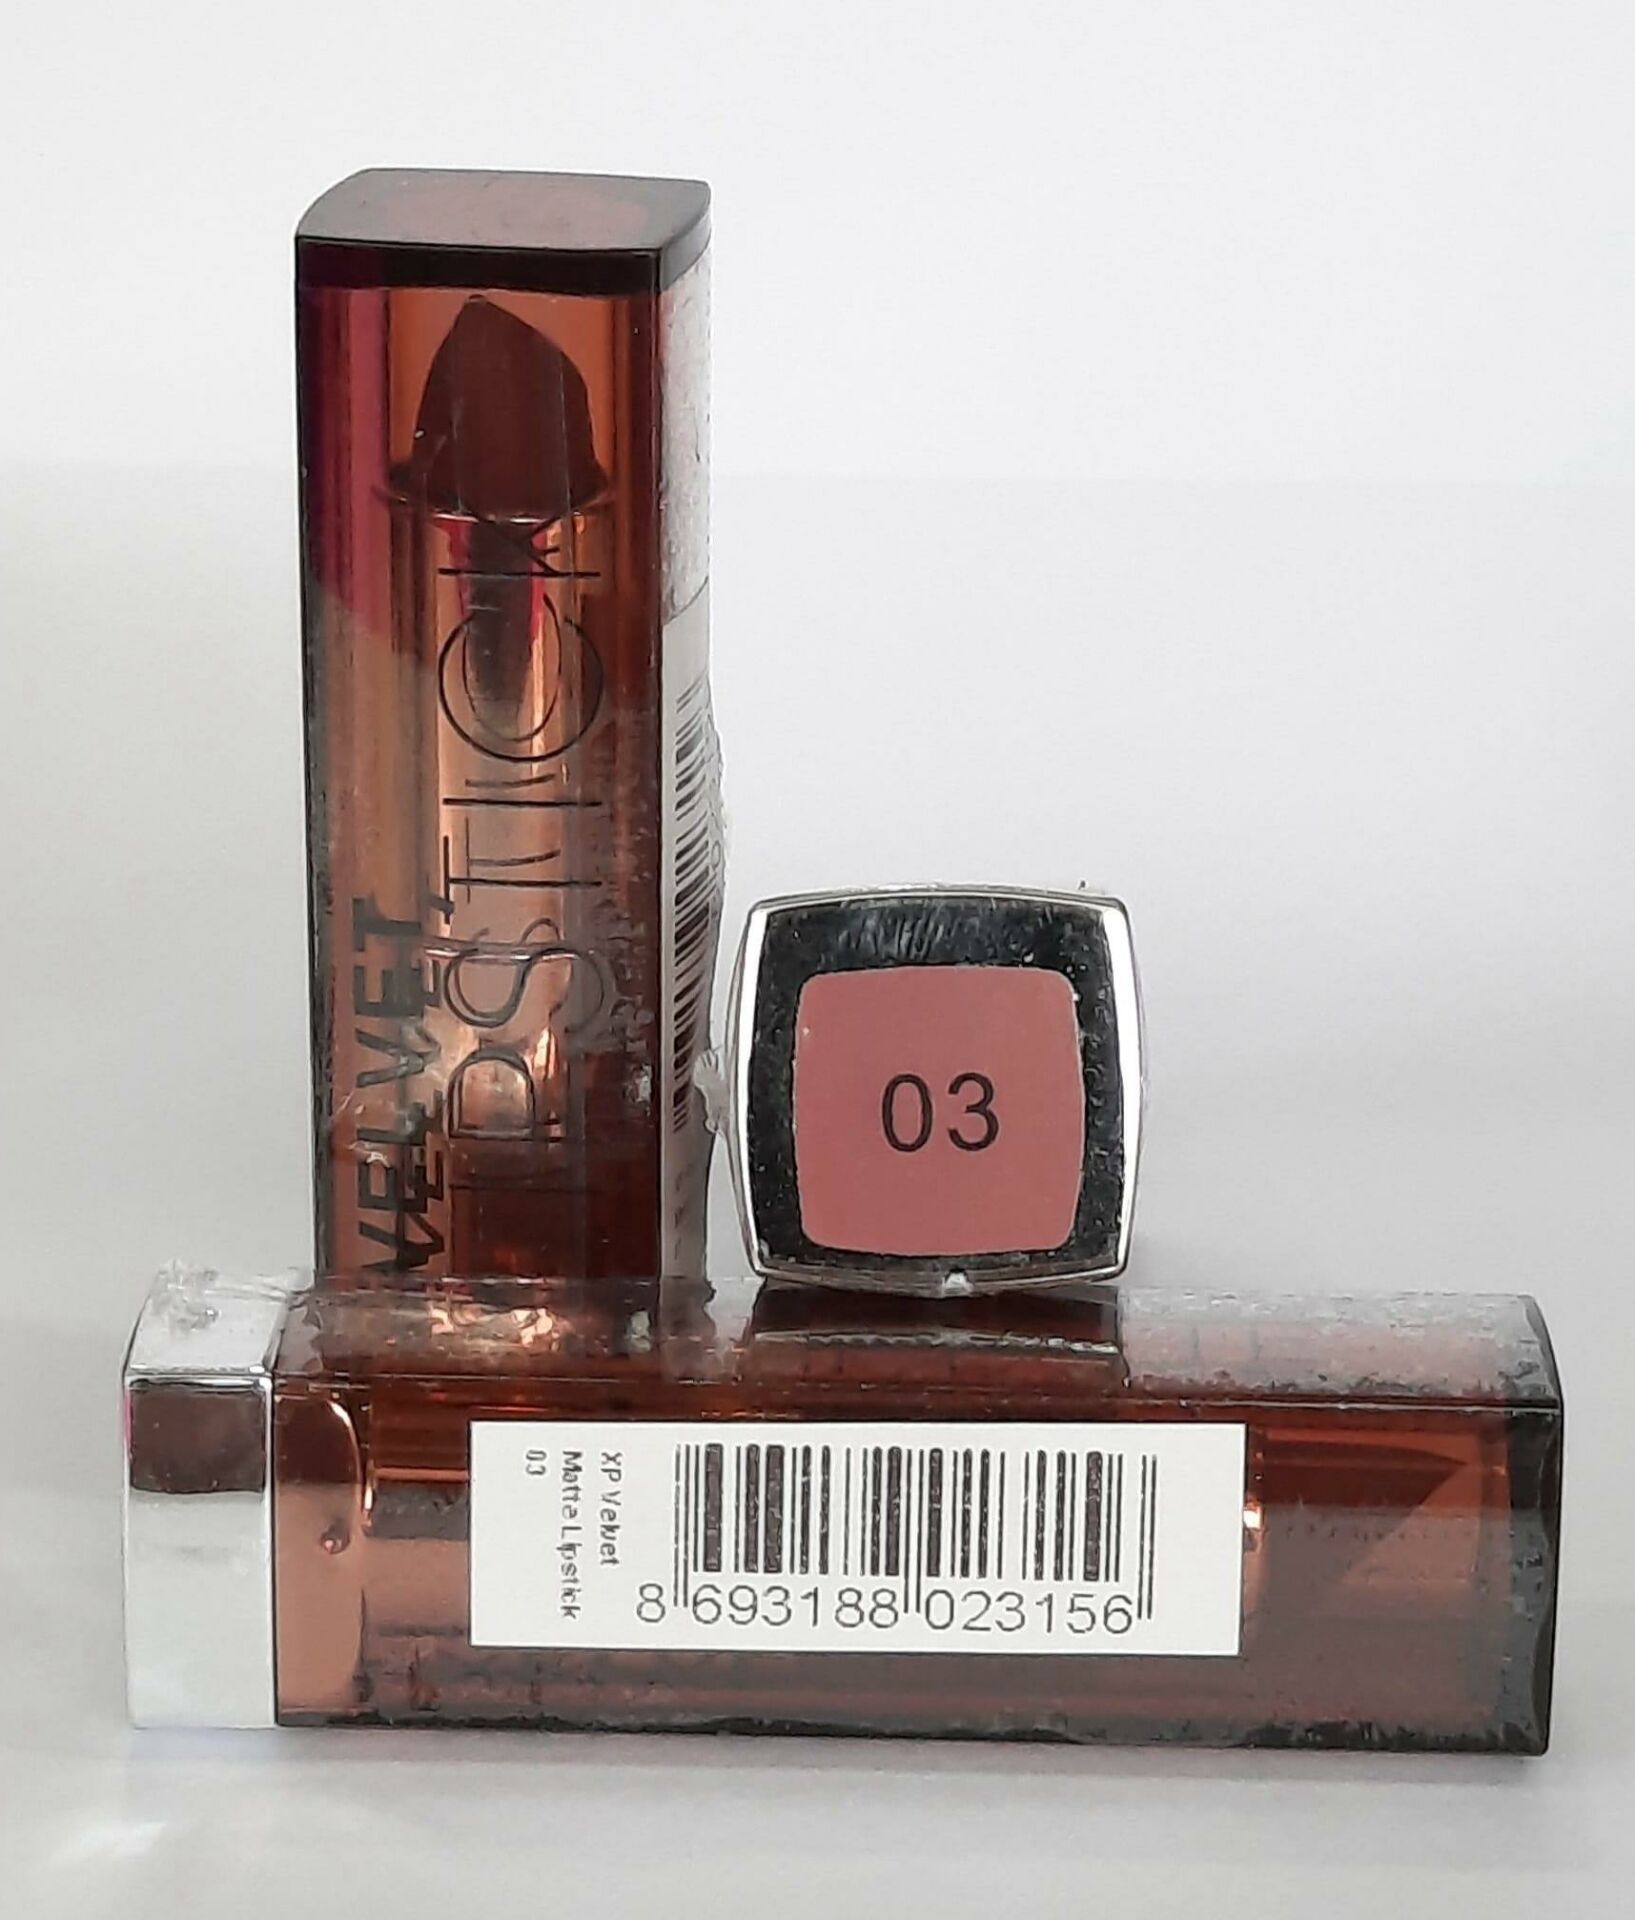 VELVET
LIPSTICK
03
XP Velvet
Matte Lipstick
03
8 693188 023156